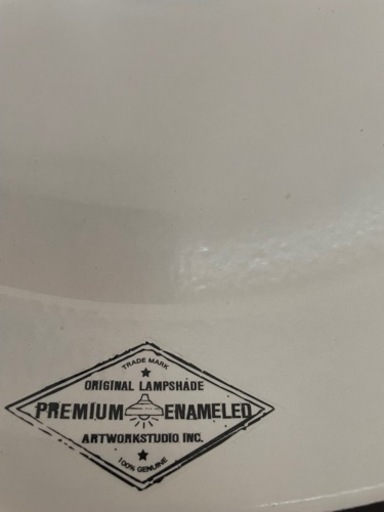 TRADE MARK
ORIGINAL LAMPSHADE
PREMIUM ENAMELED
ARTWORKSTUDIO INC.
100% GENUINE